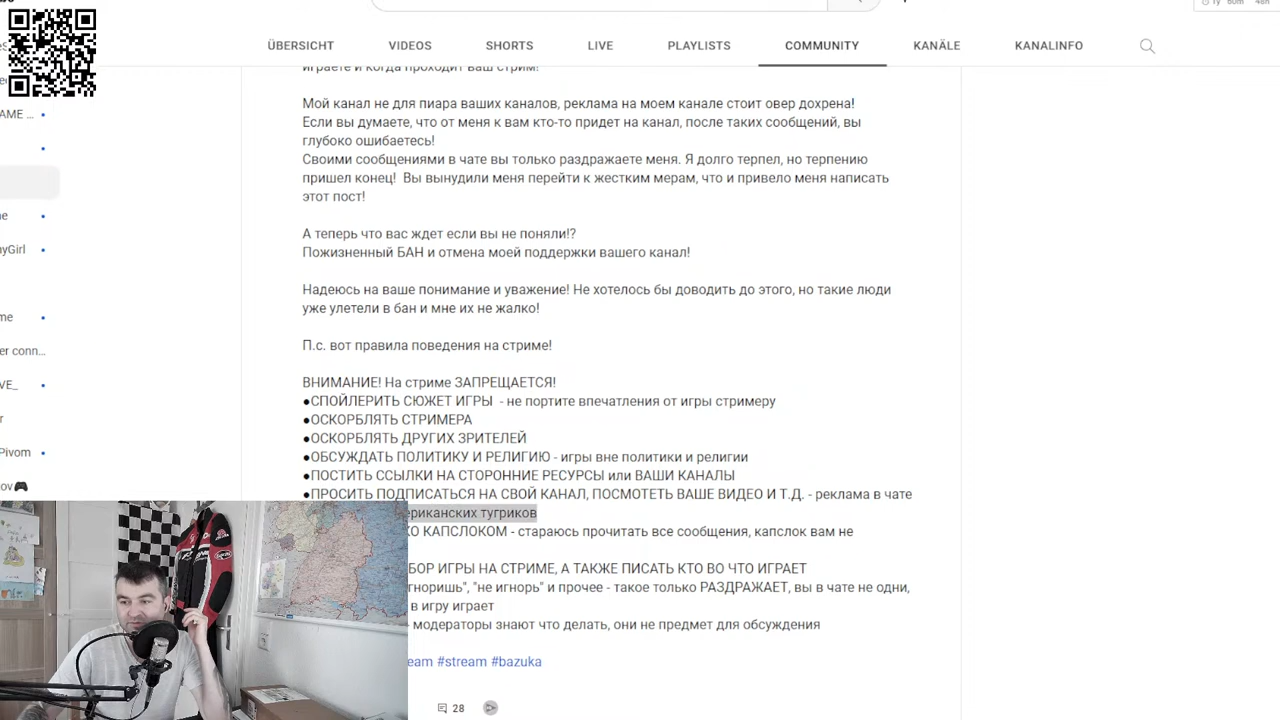 ÜBERSICHT VIDEOS SHORTS LIVE PLAYLISTS COMMUNITY KANÄLE KANALINFO
играете и когда проходит ваш стрим!
Мой канал не для пиара ваших каналов, реклама на моем канале стоит овер дохрена!
Если вы думаете, что от меня к вам кто-то придет на канал, после таких сообщений, вы
глубоко ошибаетесь!
Своими сообщениями в чате вы только раздражаете меня. Я долго терпел, но терпению
пришел конец!  Вы вынудили меня перейти к жестким мерам, что и привело меня написать
этот пост!
А теперь что вас ждет если вы не поняли!?
Пожизненный БАН и отмена моей поддержки вашего канал!
Надеюсь на ваше понимание и уважение! Не хотелось бы доводить до этого, но такие люди
уже улетели в бан и мне их не жалко!
П.с. вот правила поведения на стриме!
ВНИМАНИЕ! На стриме ЗАПРЕЩАЕТСЯ!
●СПОЙЛЕРИТЬ СЮЖЕТ ИГРЫ  - не портите впечатления от игры стримеру
●ОСКОРБЛЯТЬ СТРИМЕРА
●ОСКОРБЛЯТЬ ДРУГИХ ЗРИТЕЛЕЙ
●ОБСУЖДАТЬ ПОЛИТИКУ И РЕЛИГИЮ - игры вне политики и религии
●ПОСТИТЬ ССЫЛКИ НА СТОРОННИЕ РЕСУРСЫ или ВАШИ КАНАЛЫ
●ПРОСИТЬ ПОДПИСАТЬСЯ НА СВОЙ КАНАЛ, ПОСМОТЕТЬ ВАШЕ ВИДЕО И Т.Д. - реклама в чате
ериканских тугриков
КО КАПСЛОКОМ - стараюсь прочитать все сообщения, капслок вам не
БОР ИГРЫ НА СТРИМЕ, А ТАКЖЕ ПИСАТЬ КТО ВО ЧТО ИГРАЕТ
гноришь", "не игнорь" и прочее - такое только РАЗДРАЖАЕТ, вы в чате не одни,
в игру играет
- модераторы знают что делать, они не предмет для обсуждения
eam #stream #bazuka
28
AME ...
ne
nyGirl
me
er conn...
VE_
r
Pivom
ov